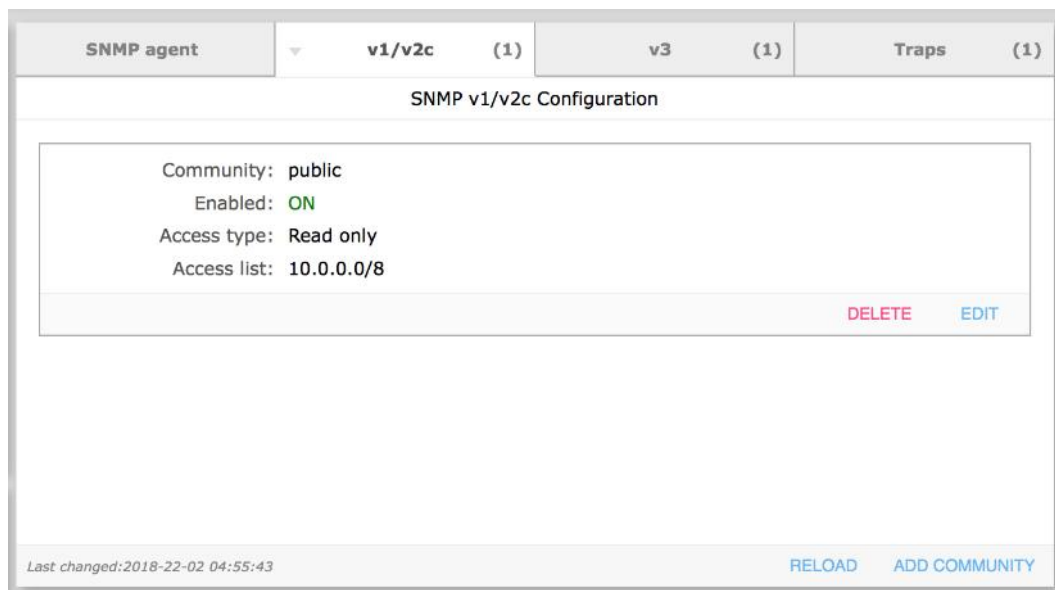 SNMP agent v1/v2c (1) v3 (1) Traps (1)
SNMP v1/v2c Configuration
Community: public
Enabled: ON
Access type: Read only
Access list: 10.0.0.0/8
DELETE EDIT
Last changed:2018-22-02 04:55:43 RELOAD ADD COMMUNITY